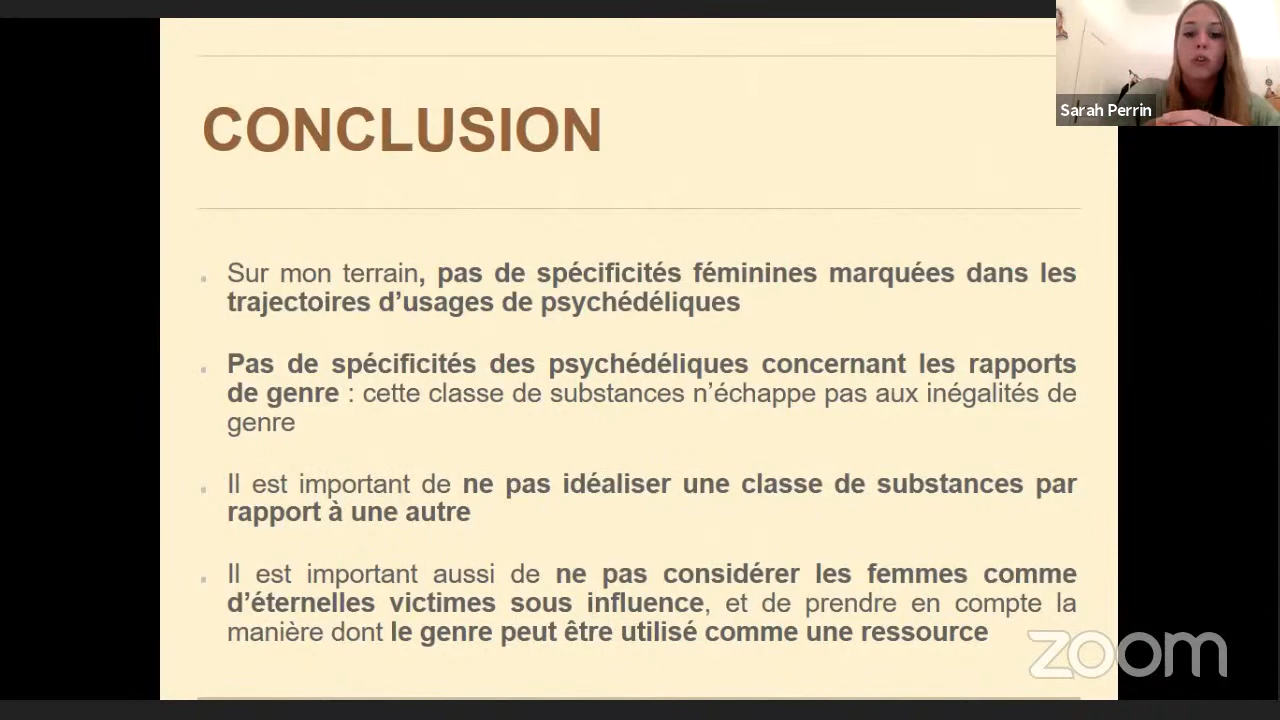 Sarah Perrin
CONCLUSION
Sur mon terrain, pas de spécificités féminines marquées dans les
trajectoires d’usages de psychédéliques
Pas de spécificités des psychédéliques concernant les rapports
de genre : cette classe de substances n’échappe pas aux inégalités de
genre
Il est important de ne pas idéaliser une classe de substances par
rapport à une autre
Il est important aussi de ne pas considérer les femmes comme
d’éternelles victimes sous influence, et de prendre en compte la
manière dont le genre peut être utilisé comme une ressource
zoom